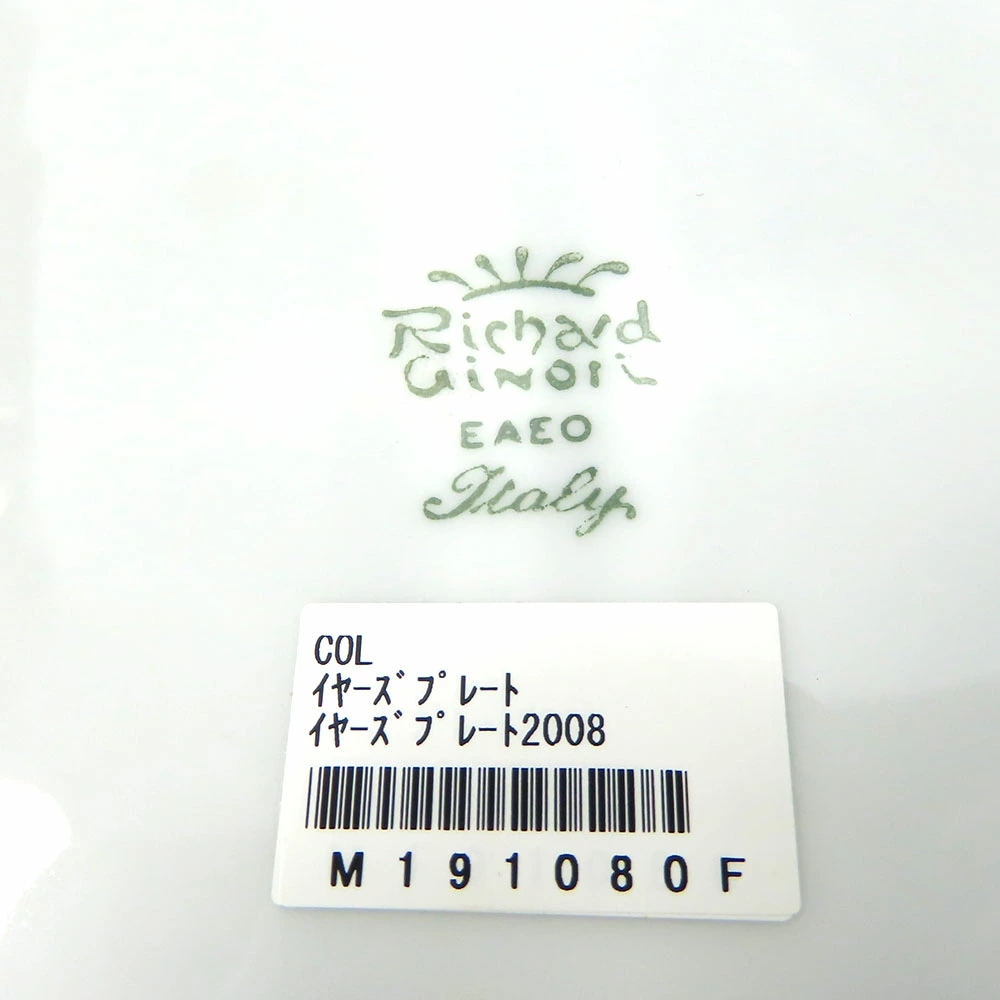 Richard
Ginori
EAEO
Italy
COL
ｲﾔｰｽﾞﾌﾟﾚｰﾄ
ｲﾔｰｽﾞﾌﾟﾚｰﾄ2008
M191080F